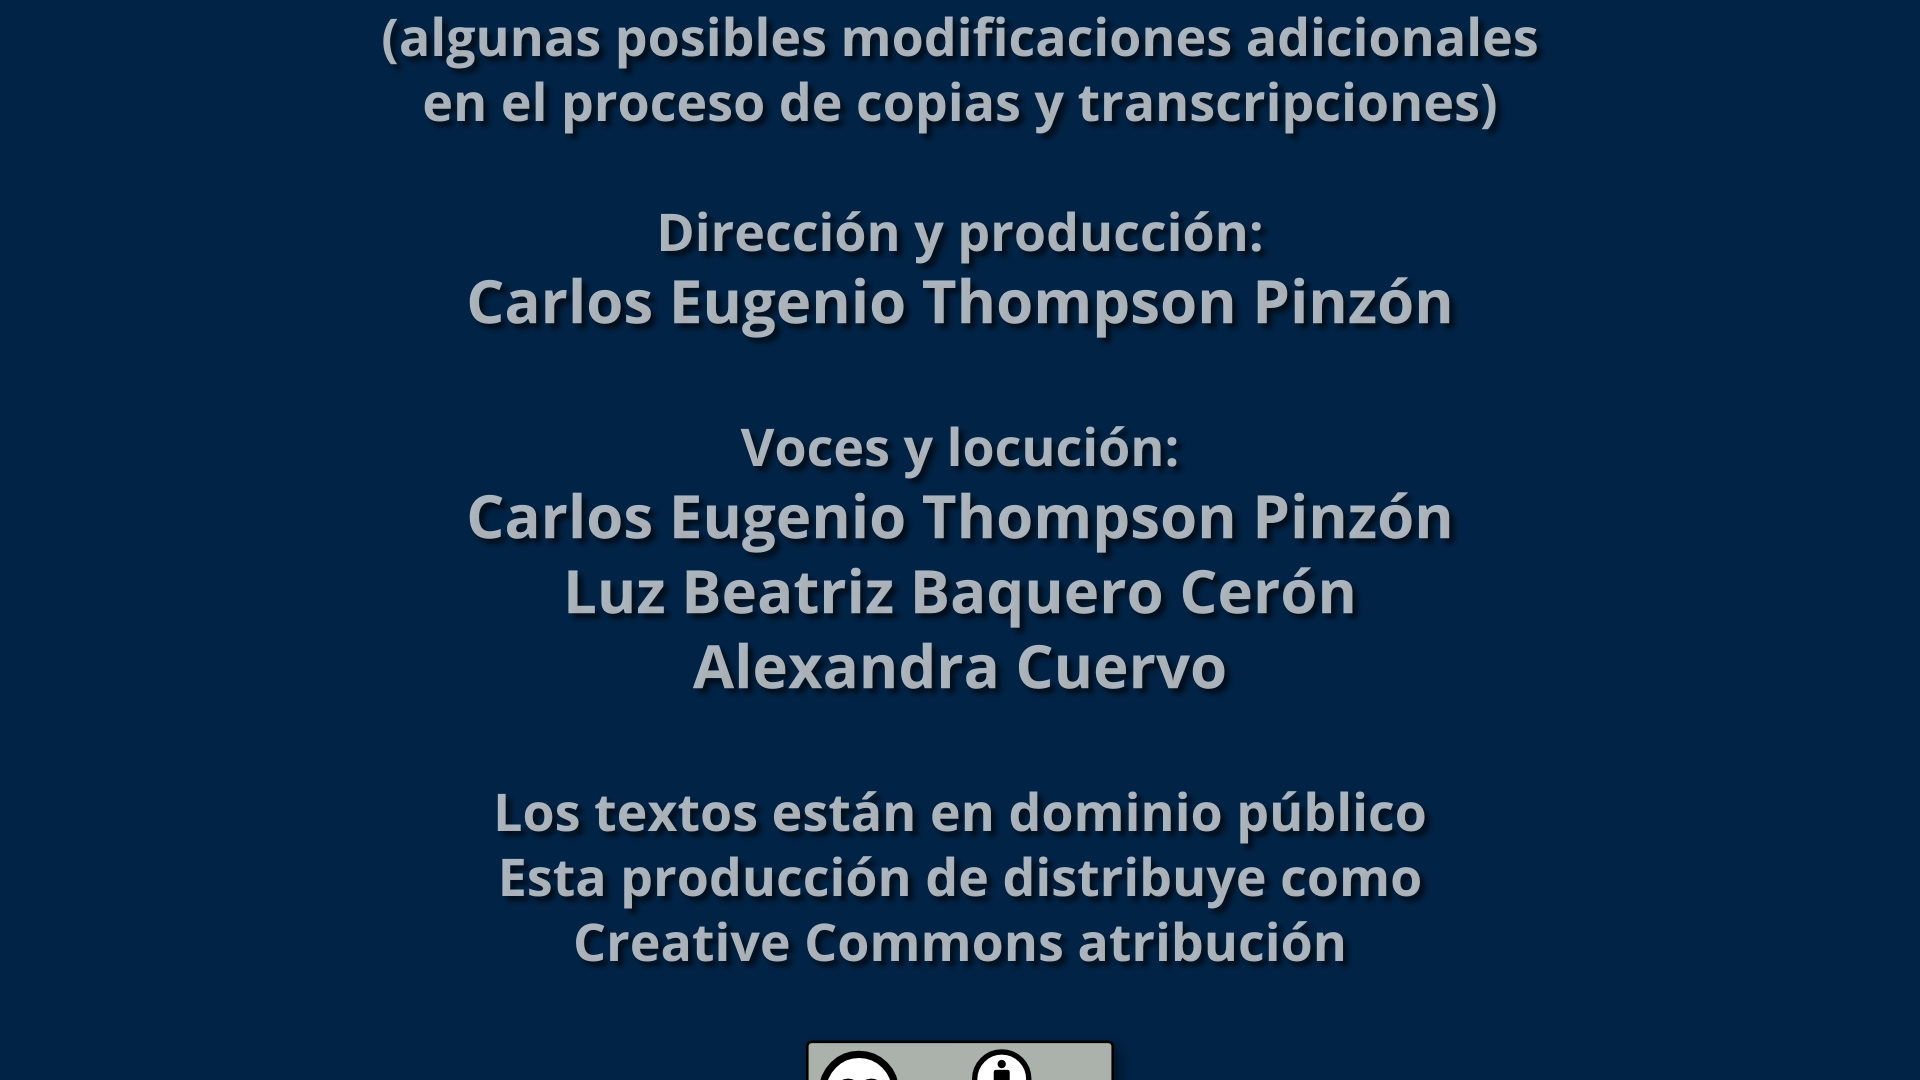 (algunas posibles modificaciones adicionales
en el proceso de copias y transcripciones)
Dirección y producción:
Carlos Eugenio Thompson Pinzón
Voces y locución:
Carlos Eugenio Thompson Pinzón
Luz Beatriz Baquero Cerón
Alexandra Cuervo
Los textos están en dominio público
Esta producción de distribuye como
Creative Commons atribución